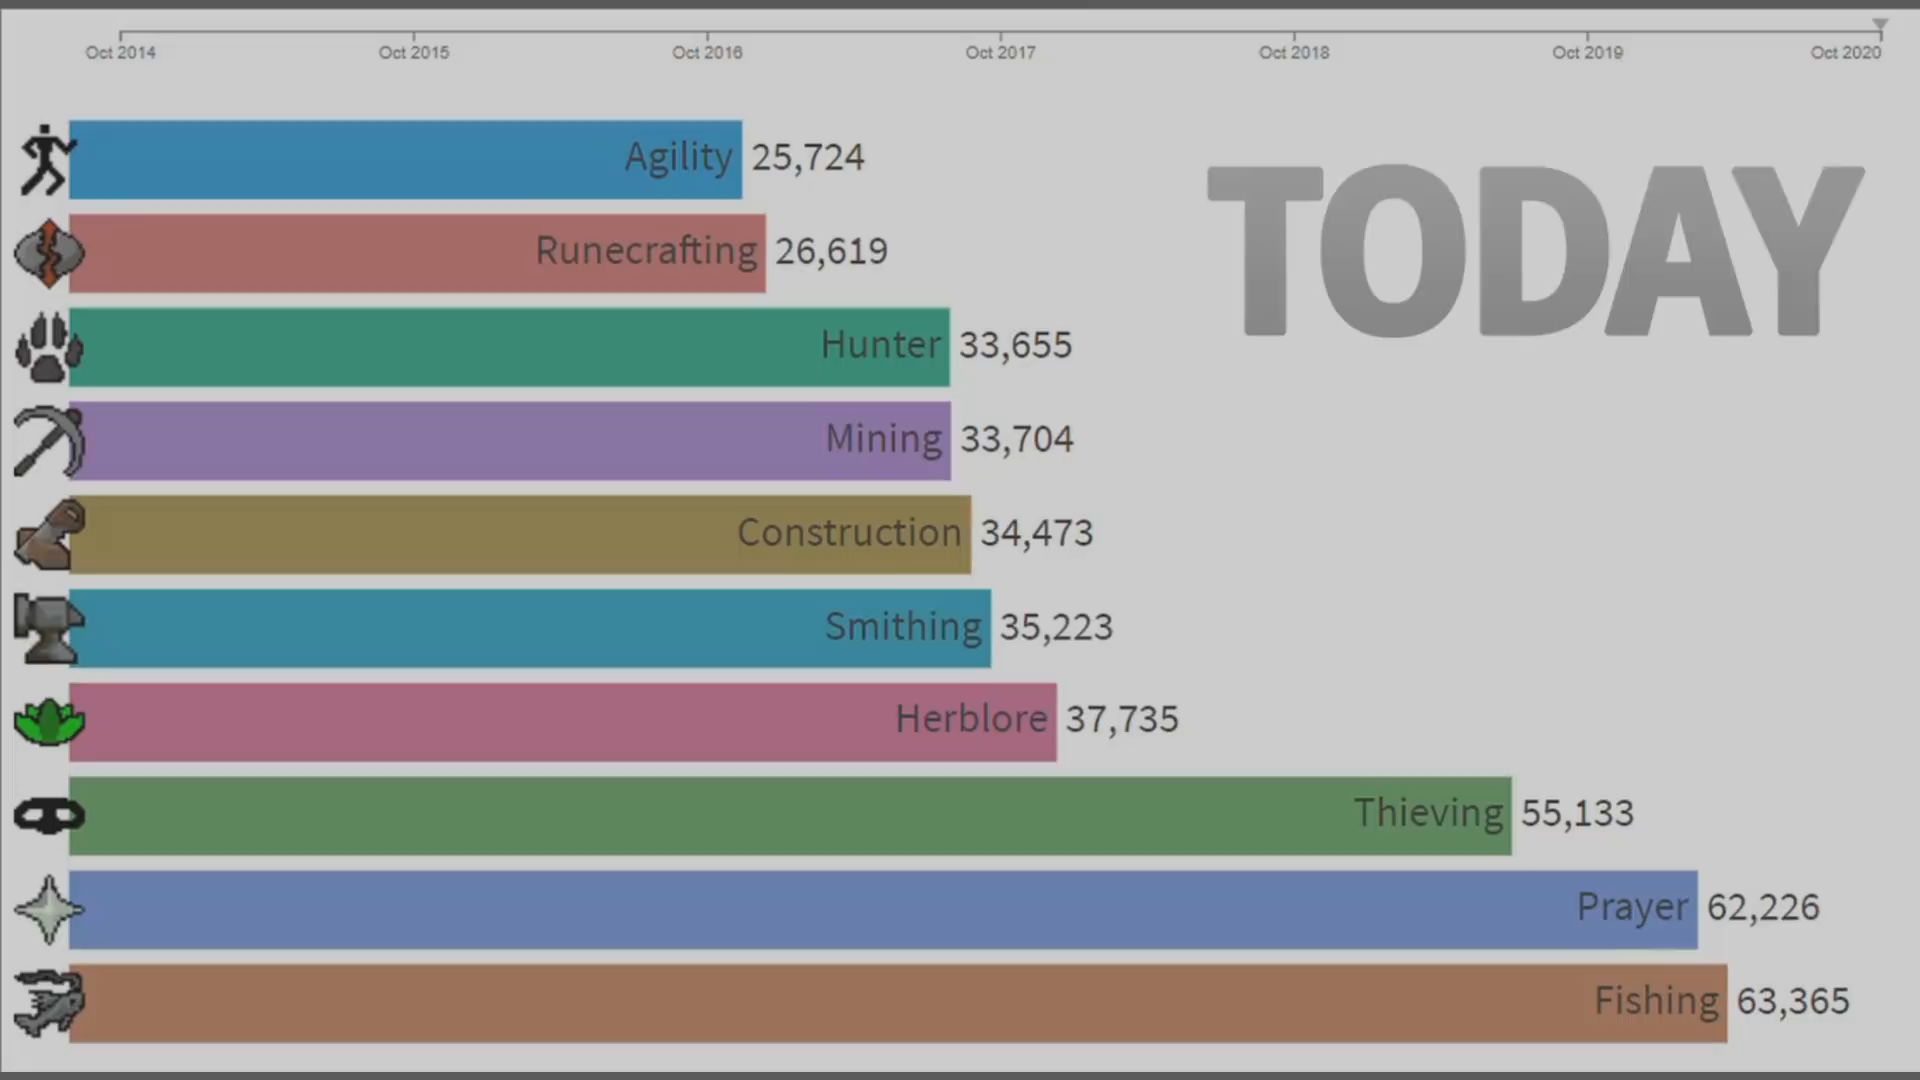 Oct 2014 Oct 2015 Oct 2016 Oct 2017 Oct 2018 Oct 2019 Oct 2020
TODAY
Agility 25,724
Runecrafting 26,619
Hunter 33,655
Mining 33,704
Construction 34,473
Smithing 35,223
Herblore 37,735
Thieving 55,133
Prayer 62,226
Fishing 63,365